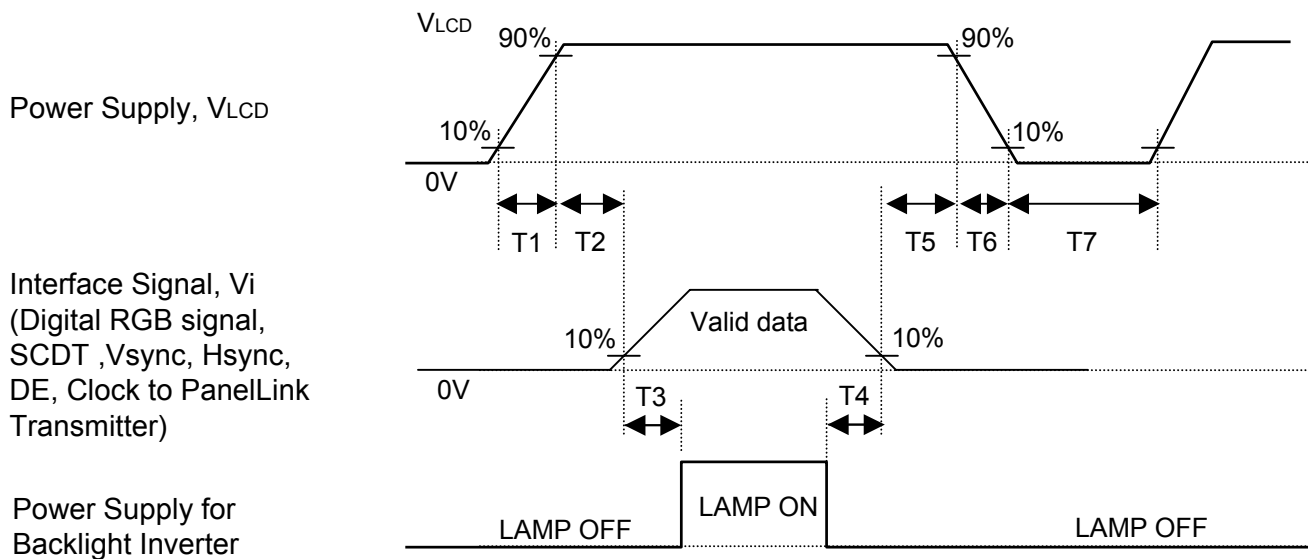 VLCD
90%
90%
Power Supply, VLCD
10%
10%
0V
T1
T2
T5
T6
T7
Interface Signal, Vi
(Digital RGB signal,
SCDT ,Vsync, Hsync,
DE, Clock to PanelLink
Transmitter)
Valid data
10%
10%
0V
T3
T4
Power Supply for
Backlight Inverter
LAMP OFF
LAMP ON
LAMP OFF